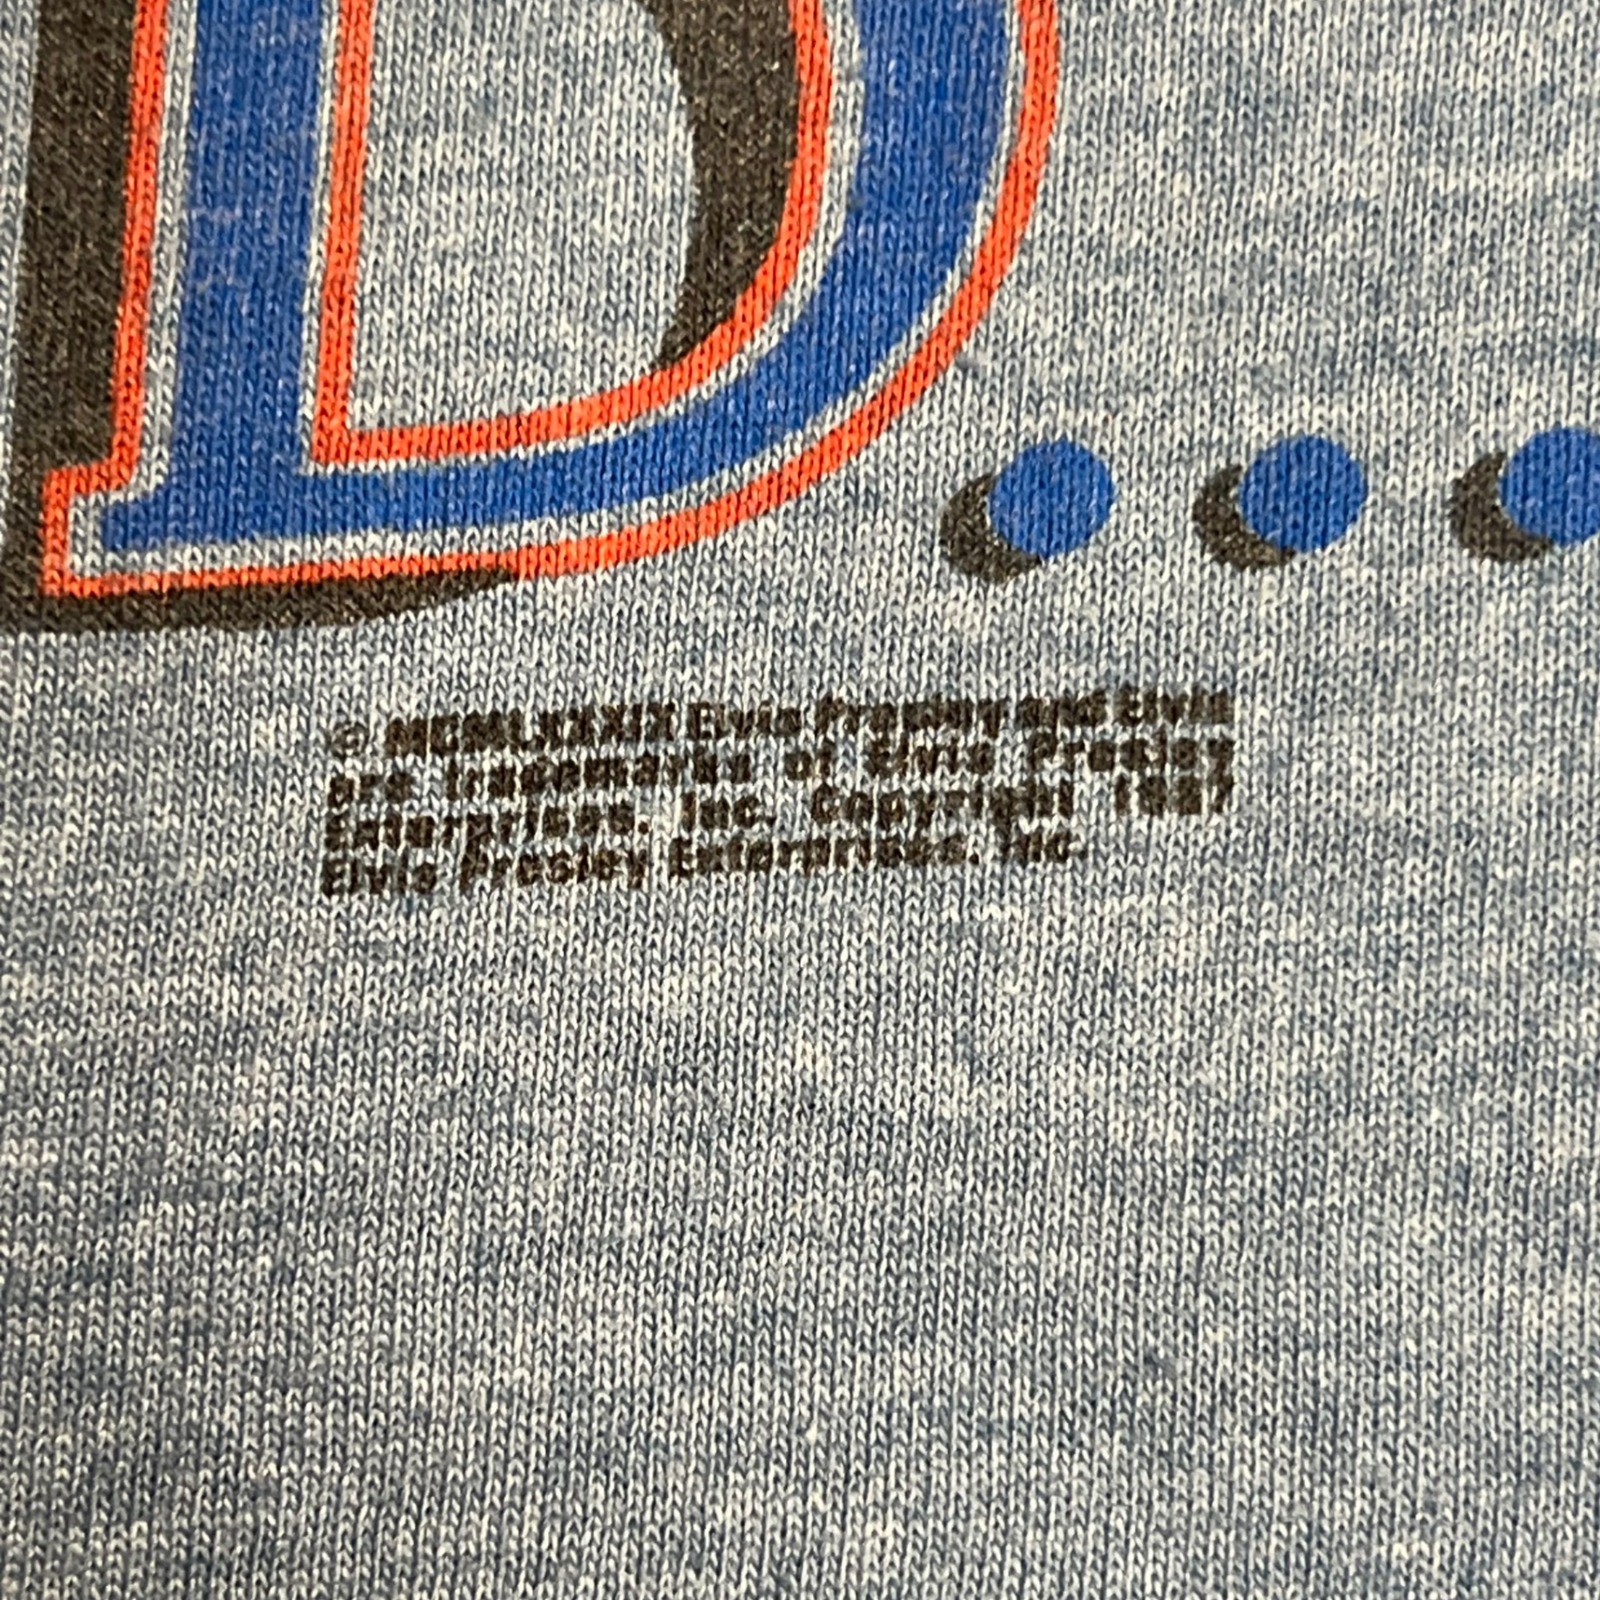 D....
© MCMLXXXIX Elvis Presley and Elvis
are trademarks of Elvis Presley
Enterprises, Inc. Copyright 1987
Elvis Presley Enterprises, Inc.